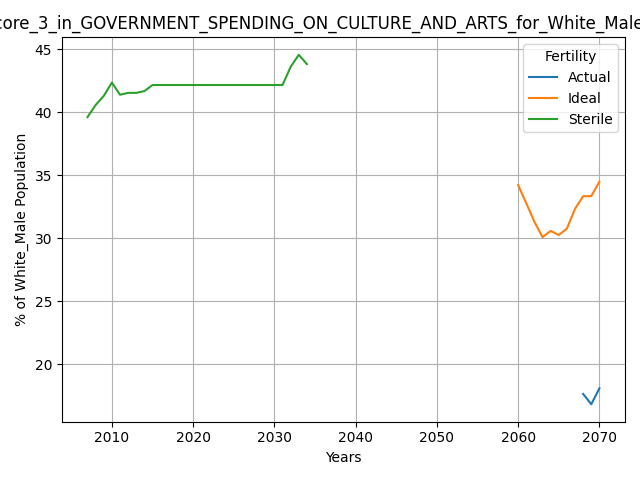 core_3_in_GOVERNMENT_SPENDING_ON_CULTURE_AND_ARTS_for_White_Male
45
40
35
30
25
20
% of White_Male Population
Fertility
Actual
Ideal
Sterile
2010
2020
2030
2040
2050
2060
2070
Years